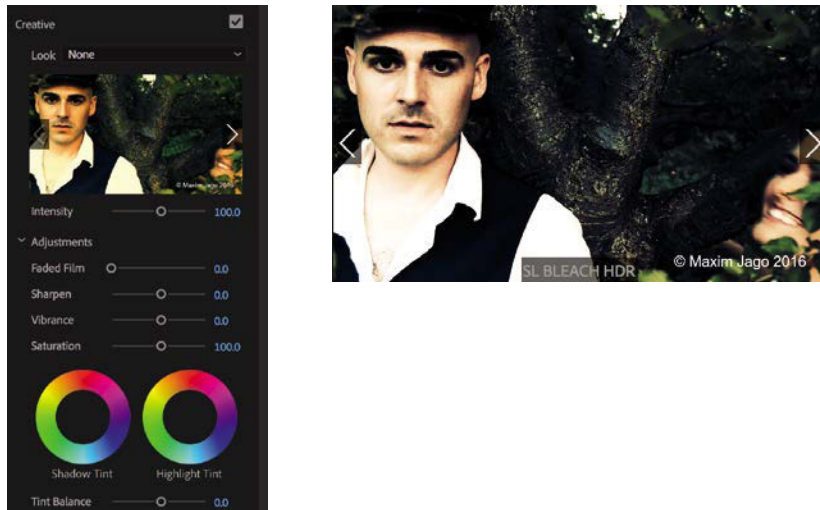 Creative
Look None
© Maxim Jago 2016
Intensity 100.0
Adjustments
Faded Film 0.0
Sharpen 0.0
Vibrance 0.0
Saturation 100.0
Shadow Tint Highlight Tint
Tint Balance 0.0
SL BLEACH HDR
© Maxim Jago 2016